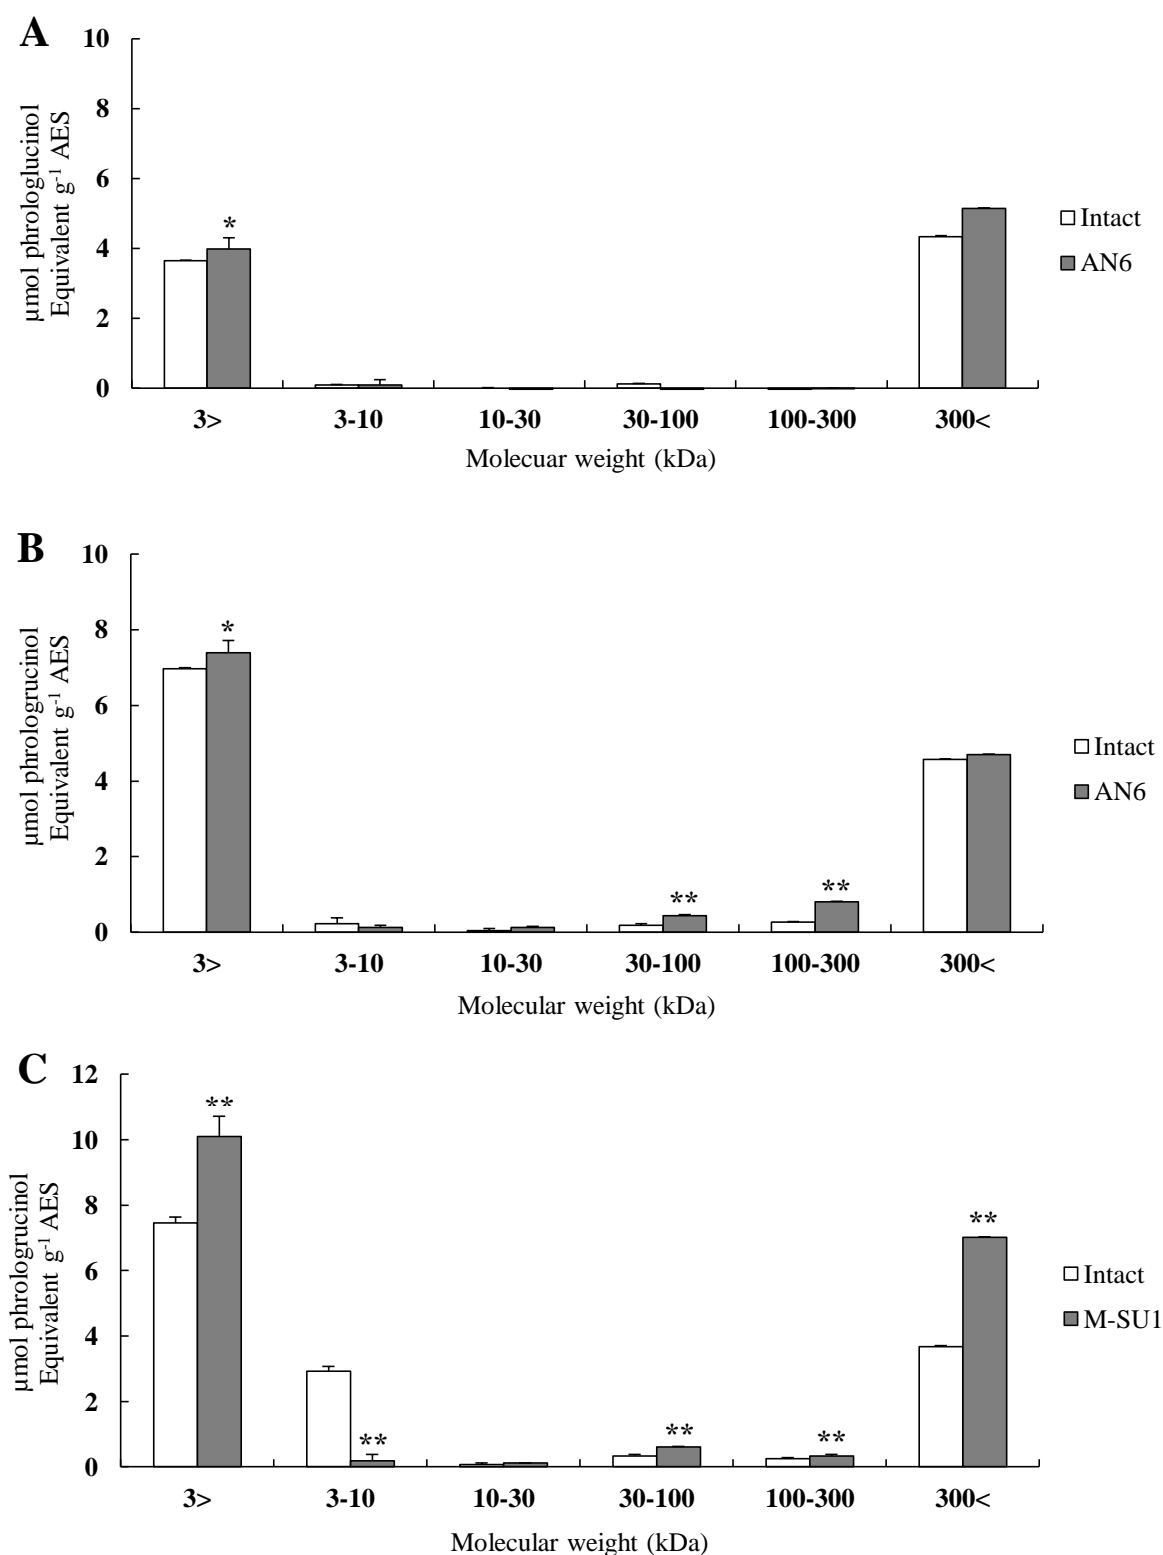 A
10
8
6
4
2
0
µmol phrologlucinol
Equivalent g-1 AES
*
3> 3-10 10-30 30-100 100-300 300<
Molecuar weight (kDa)
Intact
AN6
B
10
8
6
4
2
0
µmol phrologrucinol
Equivalent g-1 AES
*
**
**
3> 3-10 10-30 30-100 100-300 300<
Molecular weight (kDa)
Intact
AN6
C
12
10
8
6
4
2
0
µmol phrologrucinol
Equivalent g-1 AES
**
**
**
**
**
3> 3-10 10-30 30-100 100-300 300<
Molecular weight (kDa)
Intact
M-SU1